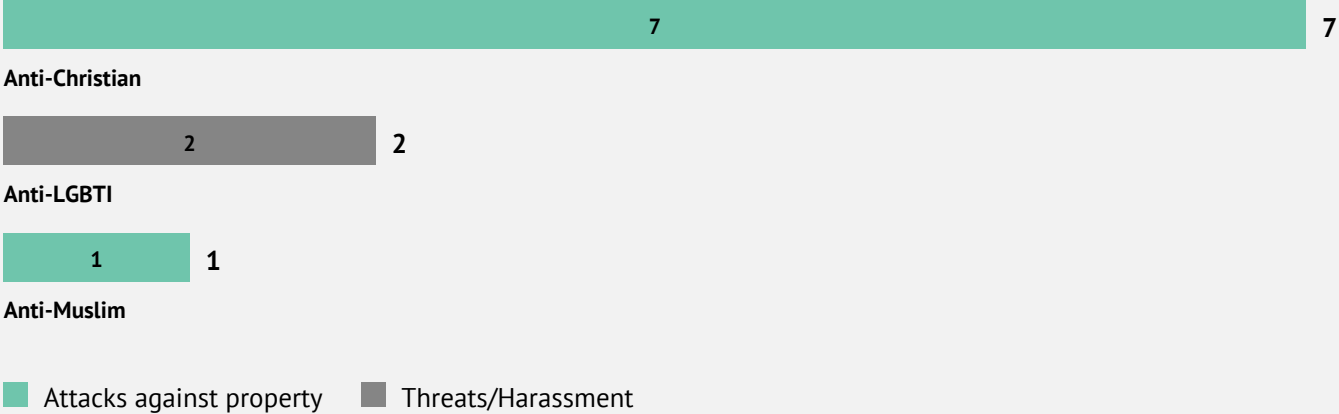 7 7
Anti-Christian
2 2
Anti-LGBTI
1 1
Anti-Muslim
Attacks against property Threats/Harassment